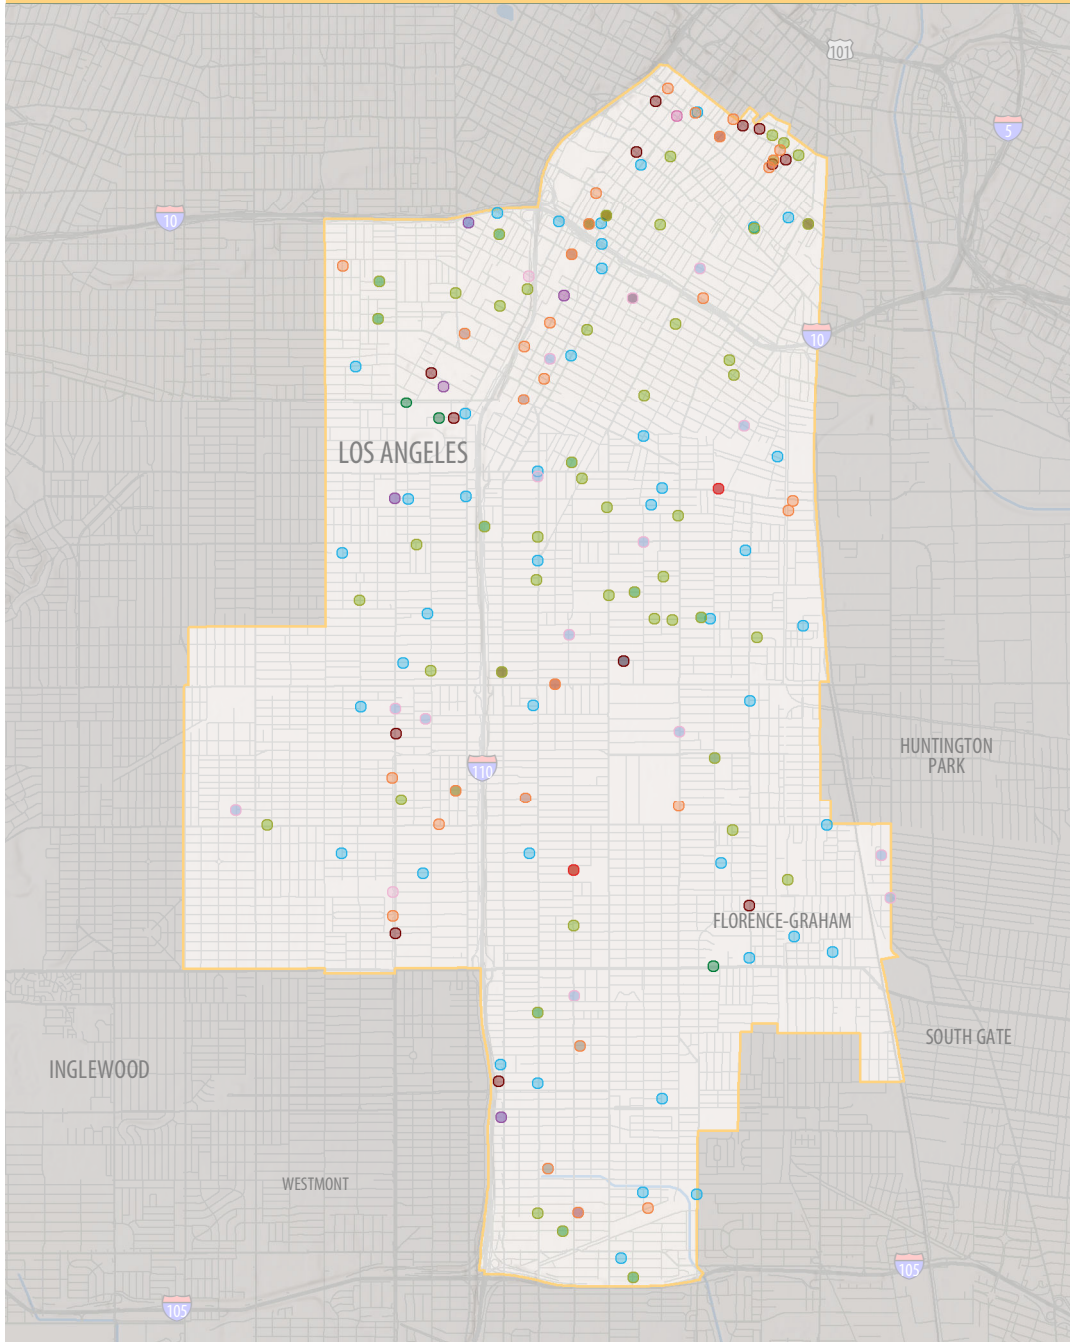 101
5
10
10
LOS ANGELES
HUNTINGTON
PARK
110
FLORENCE-GRAHAM
SOUTH GATE
INGLEWOOD
WESTMONT
105
105